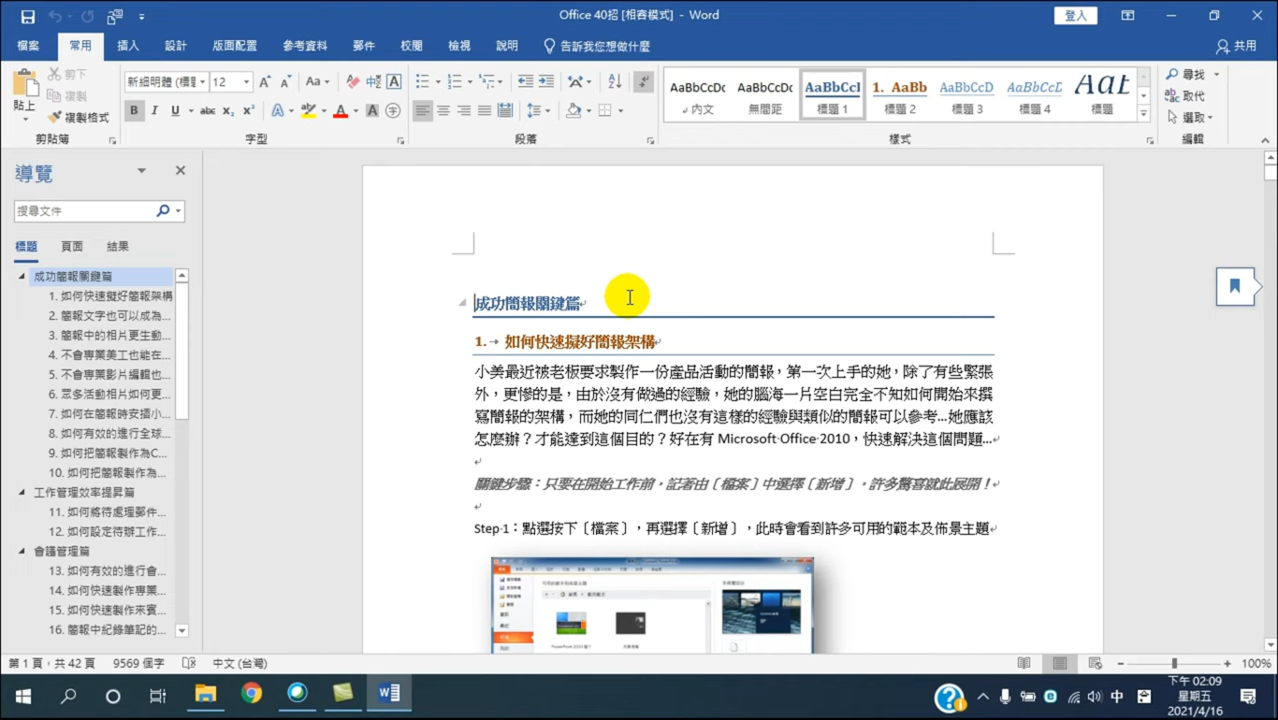 Office 40招 [相容模式] - Word
登入
檔案 常用 插入 設計 版面配置 參考資料 郵件 校閱 檢視 說明 告訴我您想做什麼 共用
貼上 剪下 複製 複製格式
新細明體 (標題 12
AaBbCcDc AaBbCcDc AaBbCcI 1. AaBb AaBbCcD AaBbCcL Aat
內文 無間距 標題 1 標題 2 標題 3 標題 4 標題
尋找 取代 選取
剪貼簿 字型 段落 樣式 編輯
導覽
搜尋文件
標題 頁面 結果
成功簡報關鍵篇
1. 如何快速擬好簡報架構
2. 簡報文字也可以成為...
3. 簡報中的相片更生動...
4. 不會專業美工也能在...
5. 不會專業影片編輯也...
6. 眾多活動相片如何更...
7. 如何在簡報時安插小...
8. 如何有效的進行全球...
9. 如何把簡報製作為C...
10. 如何把簡報製作為...
工作管理效率提昇篇
11. 如何維持處理郵件...
12. 如何設定待辦工作...
會議管理篇
13. 如何有效的進行會...
14. 如何快速製作專業...
15. 如何快速製作來賓...
16. 簡報中紀錄筆記的...
成功簡報關鍵篇
1. 如何快速擬好簡報架構
小美最近被老板要求製作一份產品活動的簡報，第一次上手的她，除了有些緊張
外，更慘的是，由於沒有做過的經驗，她的腦海一片空白完全不知如何開始來撰
寫簡報的架構，而她的同仁們也沒有這樣的經驗與類似的簡報可以參考...她應該
怎麼辦？才能達到這個目的？好在有 Microsoft Office 2010，快速解決這個問題...
關鍵步驟：只要在開始工作前，記著由〔檔案〕中選擇〔新增〕，許多驚喜就此展開！
Step 1：點選按下〔檔案〕，再選擇〔新增〕，此時會看到許多可用的範本及佈景主題
第 1 頁，共 42 頁 9569 個字 中文 (台灣) 100%
中
下午 02:09
星期五
2021/4/16